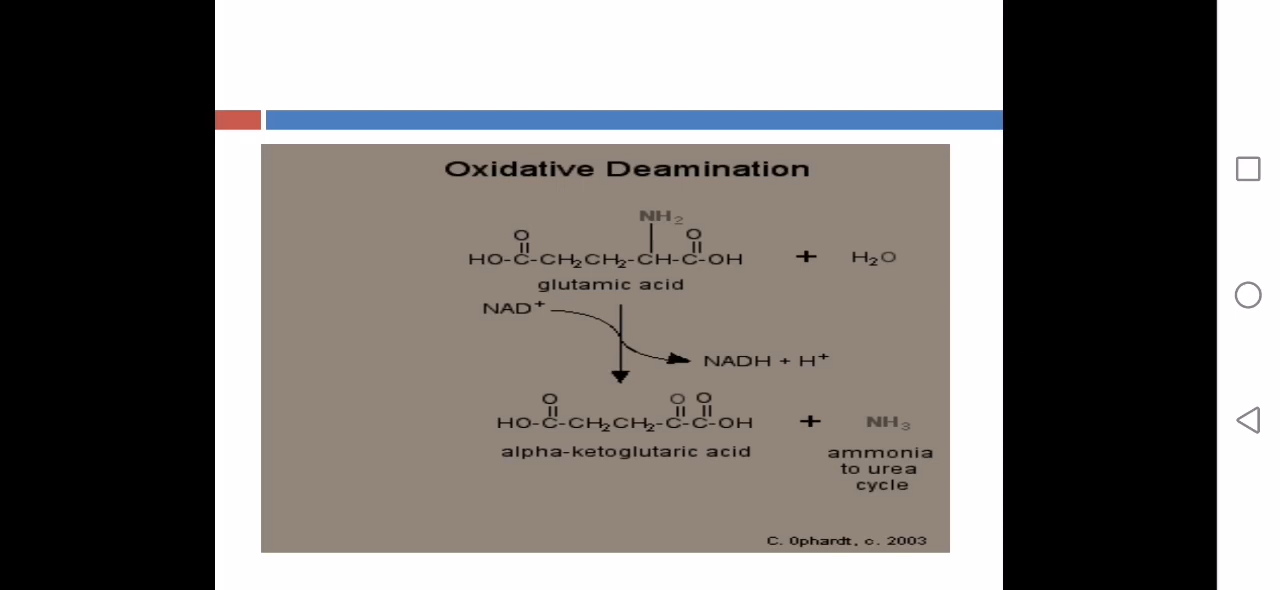 Oxidative Deamination
NH₂
O O
HO-C-CH₂CH₂-CH-C-OH + H₂O
glutamic acid
NAD⁺
NADH + H⁺
O O O
HO-C-CH₂CH₂-C-C-OH + NH₃
alpha-ketoglutaric acid
ammonia
to urea
cycle
C. Ophardt, c. 2003